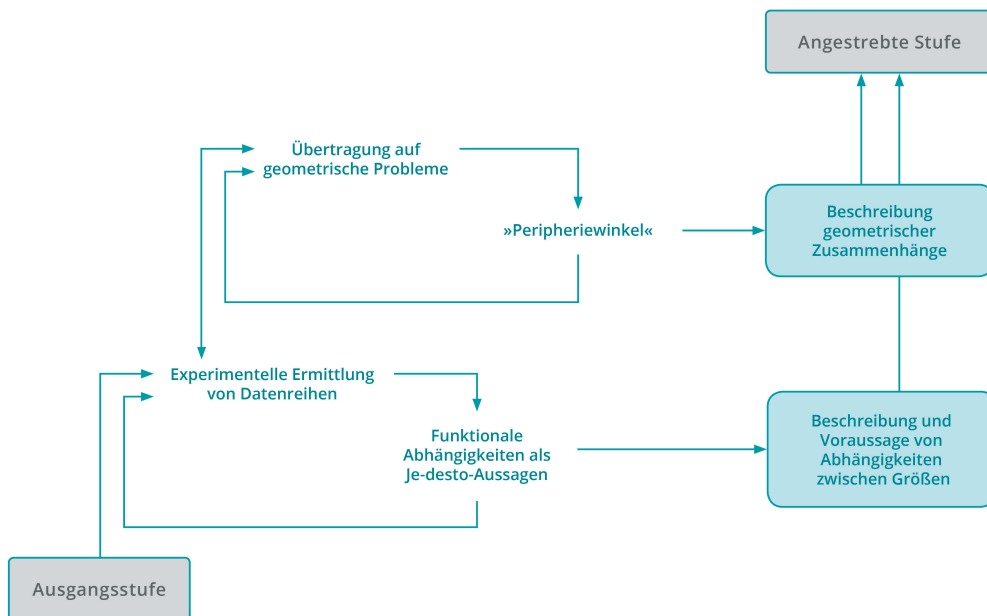 Angestrebte Stufe
Übertragung auf
geometrische Probleme
»Peripheriewinkel«
Beschreibung
geometrischer
Zusammenhänge
Experimentelle Ermittlung
von Datenreihen
Funktionale
Abhängigkeiten als
Je-desto-Aussagen
Beschreibung und
Voraussage von
Abhängigkeiten
zwischen Größen
Ausgangsstufe